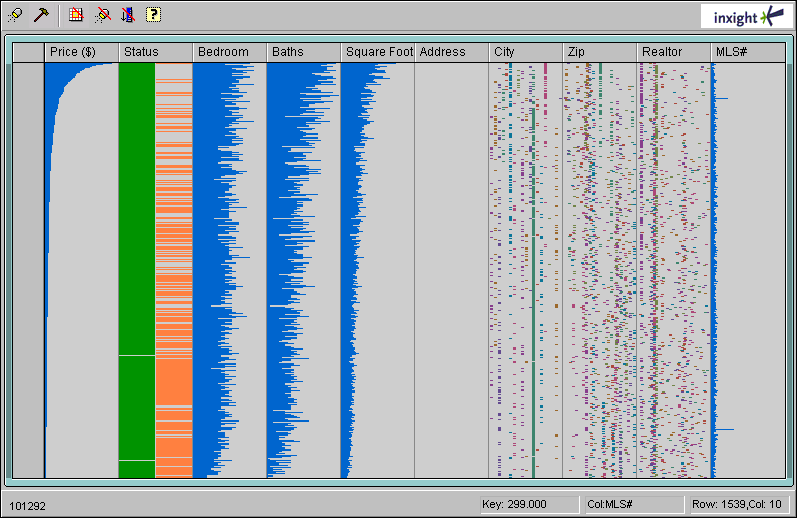 ?
inxight
Price ($) Status Bedroom Baths Square Foot Address City Zip Realtor MLS#
101292 Key: 299.000 Col:MLS# Row: 1539, Col: 10